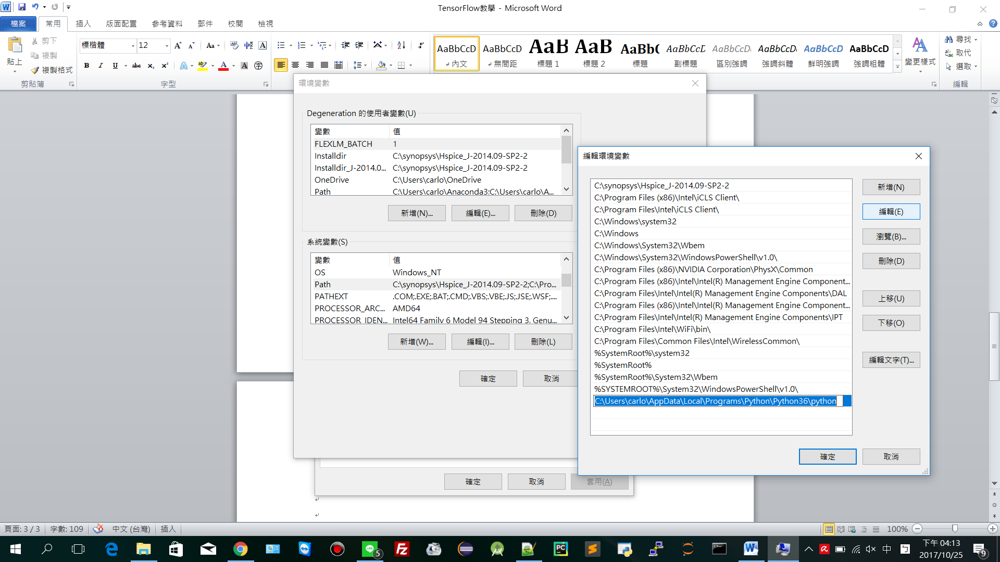 TensorFlow教學 - Microsoft Word
檔案 常用 插入 版面配置 參考資料 郵件 校閱 檢視
貼上
剪下
複製
複製格式
剪貼簿
標楷體 12
字型
AaBbCcD AaBbCcD AaB AaB AaBb( AaBbCcD AaBbCcD AaBbCcD AaBbCcD AaBbCcD
內文 無間距 標題 1 標題 2 標題 副標題 區別強調 強調斜體 鮮明強調 強調粗體
變更樣式
尋找
取代
選取
編輯
環境變數
Degeneration 的使用者變數(U)
變數 值
FLEXLM_BATCH 1
Installdir C:\synopsys\Hspice_J-2014.09-SP2-2
Installdir_J-2014.0... C:\synopsys\Hspice_J-2014.09-SP2-2
OneDrive C:\Users\carlo\OneDrive
Path C:\Users\carlo\Anaconda3;C:\Users\carlo\A...
新增(N)... 編輯(E)... 刪除(D)
系統變數(S)
變數 值
OS Windows_NT
Path C:\synopsys\Hspice_J-2014.09-SP2-2;C:\Pro...
PATHEXT .COM;.EXE;.BAT;.CMD;.VBS;.VBE;.JS;.JSE;.WSF;....
PROCESSOR_ARC... AMD64
PROCESSOR_IDEN... Intel64 Family 6 Model 94 Stepping 3, Genu...
新增(W)... 編輯(I)... 刪除(L)
確定 取消
確定 取消 套用(A)
編輯環境變數
C:\synopsys\Hspice_J-2014.09-SP2-2
C:\Program Files (x86)\Intel\iCLS Client\
C:\Program Files\Intel\iCLS Client\
C:\Windows\system32
C:\Windows
C:\Windows\System32\Wbem
C:\Windows\System32\WindowsPowerShell\v1.0\
C:\Program Files (x86)\NVIDIA Corporation\PhysX\Common
C:\Program Files (x86)\Intel\Intel(R) Management Engine Component...
C:\Program Files\Intel\Intel(R) Management Engine Components\DAL
C:\Program Files (x86)\Intel\Intel(R) Management Engine Component...
C:\Program Files\Intel\Intel(R) Management Engine Components\IPT
C:\Program Files\Intel\WiFi\bin\
C:\Program Files\Common Files\Intel\WirelessCommon\
%SystemRoot%\system32
%SystemRoot%
%SystemRoot%\System32\Wbem
%SYSTEMROOT%\System32\WindowsPowerShell\v1.0\
C:\Users\carlo\AppData\Local\Programs\Python\Python36\python
新增(N)
編輯(E)
瀏覽(B)...
刪除(D)
上移(U)
下移(O)
編輯文字(T)...
確定 取消
頁面: 3 / 3 字數: 109 中文 (台灣) 插入 100%
下午 04:13
2017/10/25